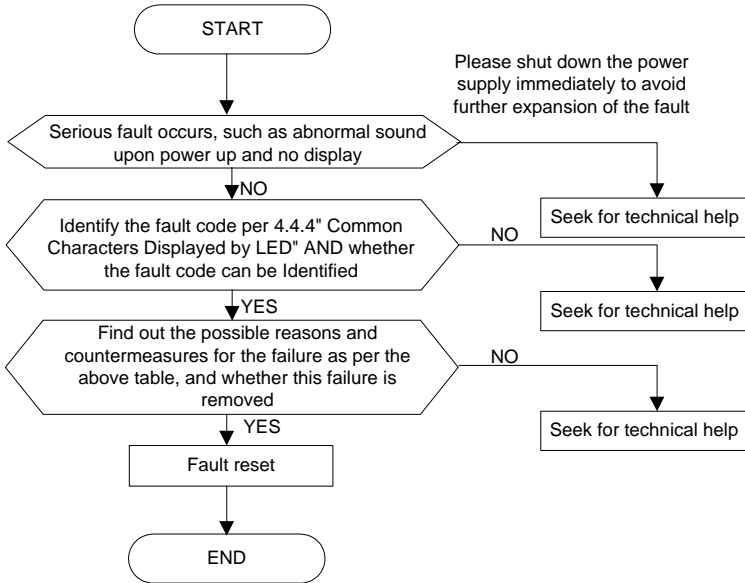 START
Please shut down the power
supply immediately to avoid
further expansion of the fault
Serious fault occurs, such as abnormal sound
upon power up and no display
NO
Seek for technical help
Identify the fault code per 4.4.4" Common
Characters Displayed by LED" AND whether
the fault code can be Identified
NO
YES
Seek for technical help
Find out the possible reasons and
countermeasures for the failure as per the
above table, and whether this failure is
removed
NO
YES
Seek for technical help
Fault reset
END